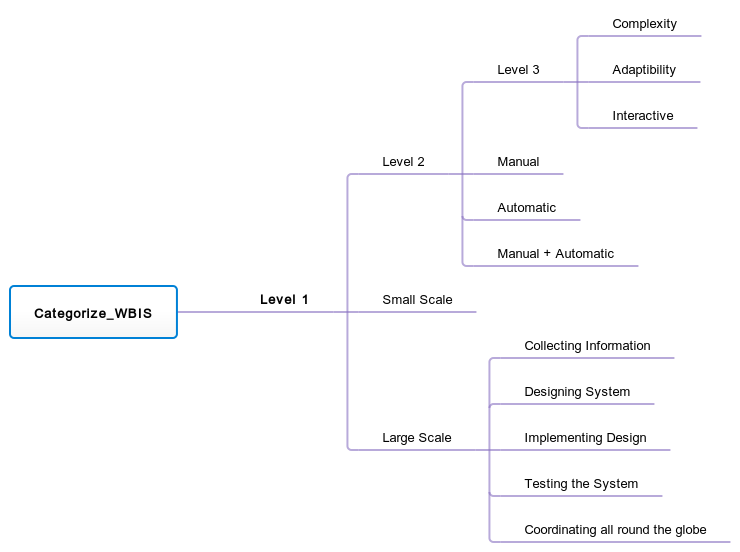 Complexity
Level 3
Adaptibility
Interactive
Level 2
Manual
Automatic
Manual + Automatic
Level 1
Small Scale
Categorize_WBIS
Collecting Information
Designing System
Large Scale
Implementing Design
Testing the System
Coordinating all round the globe